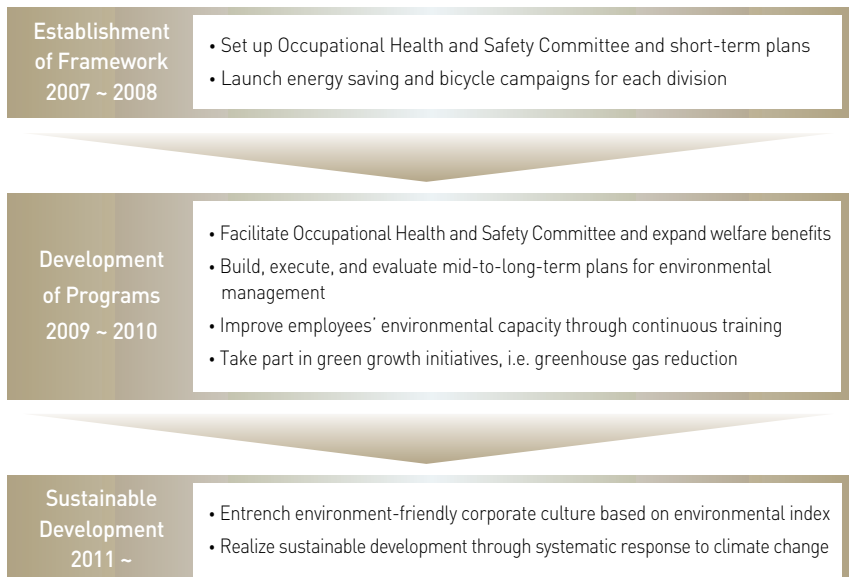 Establishment
of Framework
2007 ~ 2008
• Set up Occupational Health and Safety Committee and short-term plans
• Launch energy saving and bicycle campaigns for each division
Development
of Programs
2009 ~ 2010
• Facilitate Occupational Health and Safety Committee and expand welfare benefits
• Build, execute, and evaluate mid-to-long-term plans for environmental
management
• Improve employees’ environmental capacity through continuous training
• Take part in green growth initiatives, i.e. greenhouse gas reduction
Sustainable
Development
2011 ~
• Entrench environment-friendly corporate culture based on environmental index
• Realize sustainable development through systematic response to climate change